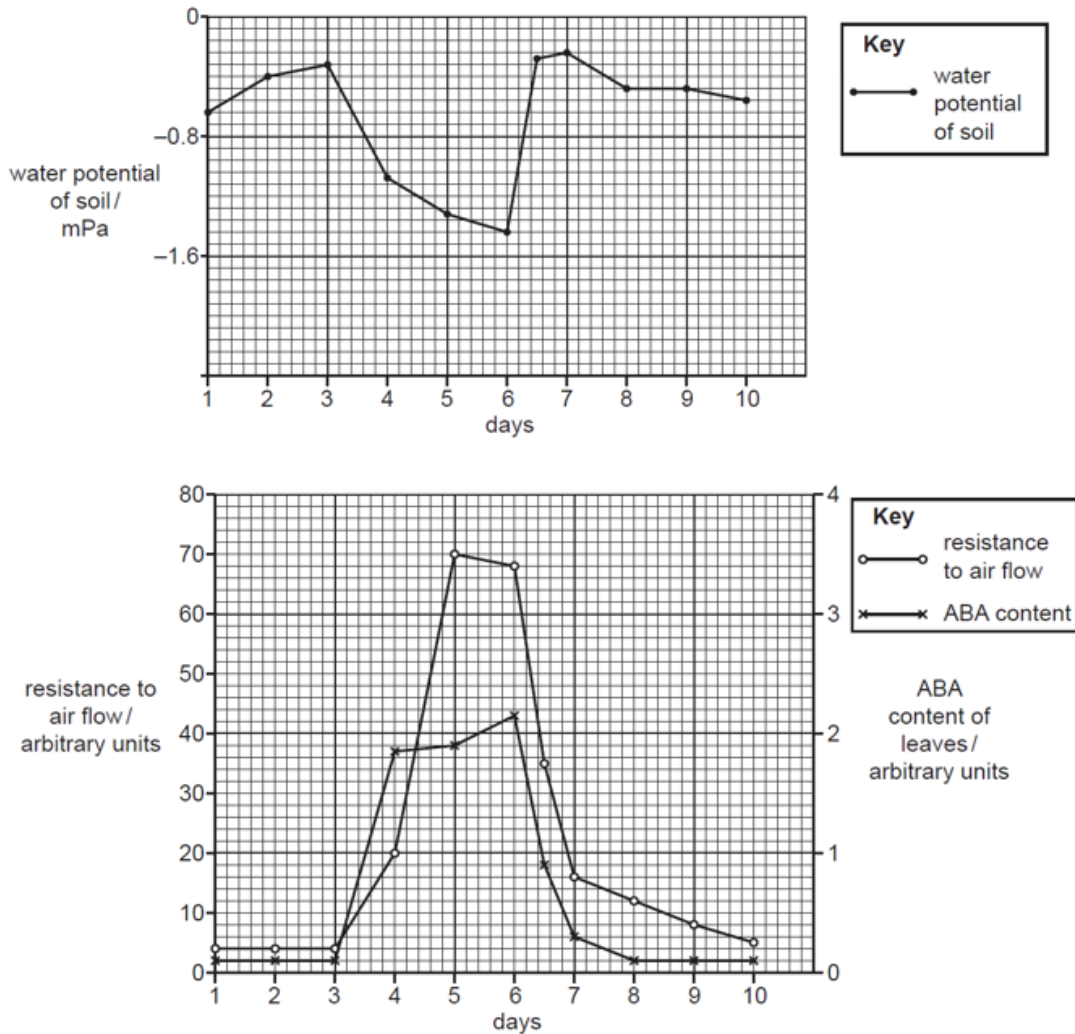 0
–0.8
–1.6
water potential
of soil /
mPa
1 2 3 4 5 6 7 8 9 10
days
Key
water
potential
of soil
80
70
60
50
40
30
20
10
0
resistance to
air flow /
arbitrary units
1 2 3 4 5 6 7 8 9 10
days
4
3
2
1
0
Key
resistance
to air flow
ABA content
ABA
content of
leaves /
arbitrary units